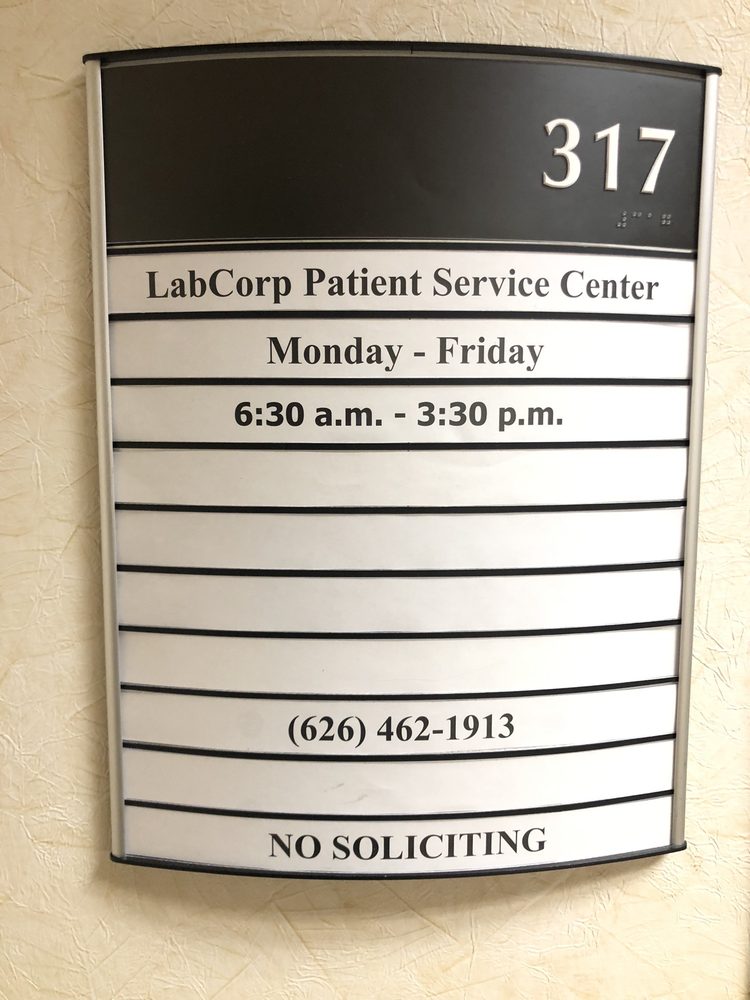 317
LabCorp Patient Service Center
Monday - Friday
6:30 a.m. - 3:30 p.m.
(626) 462-1913
NO SOLICITING